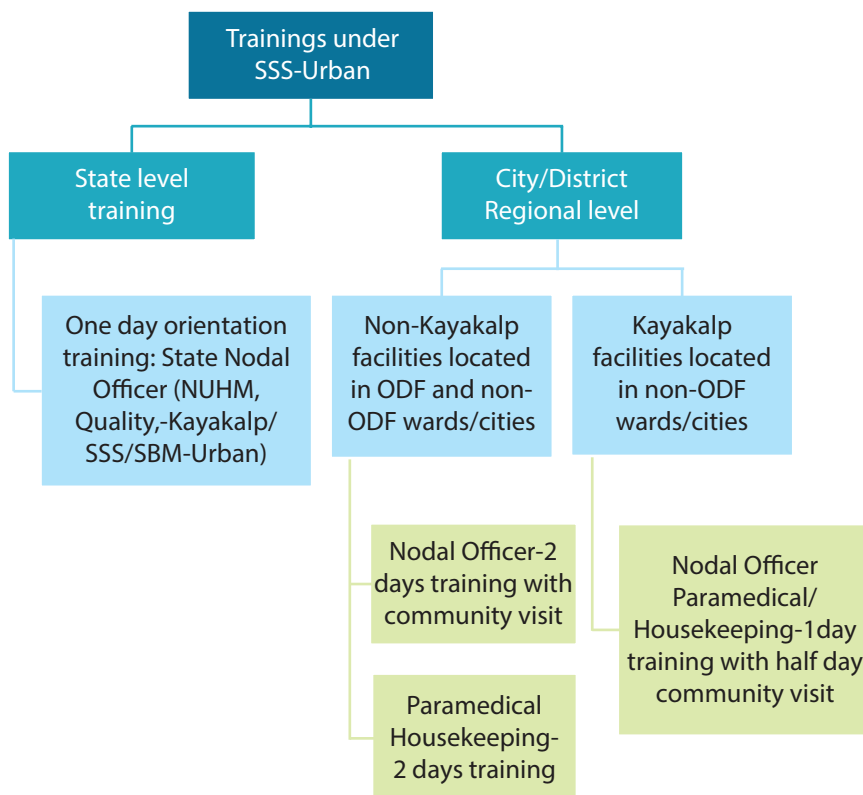 Trainings under
SSS-Urban
State level
training
City/District
Regional level
One day orientation
training: State Nodal
Officer (NUHM,
Quality,-Kayakalp/
SSS/SBM-Urban)
Non-Kayakalp
facilities located
in ODF and non-
ODF wards/cities
Kayakalp
facilities located
in non-ODF
wards/cities
Nodal Officer-2
days training with
community visit
Paramedical
Housekeeping-
2 days training
Nodal Officer
Paramedical/
Housekeeping-1day
training with half day
community visit